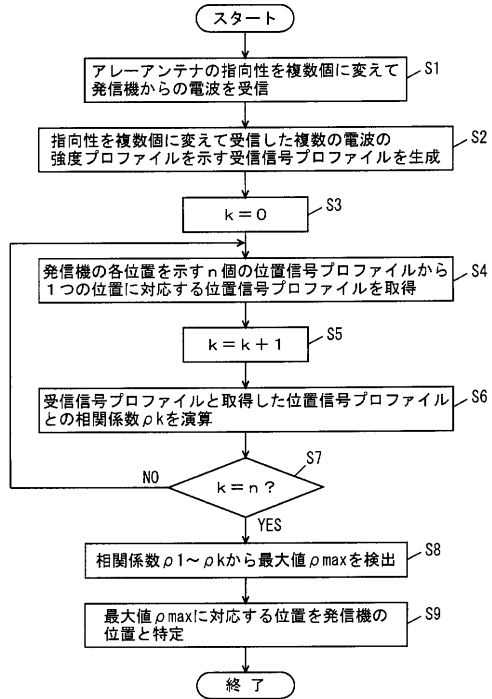 スタート
S1
アレーアンテナの指向性を複数個に変えて
発信機からの電波を受信
S2
指向性を複数個に変えて受信した複数の電波の
強度プロファイルを示す受信信号プロファイルを生成
S3
k=0
S4
発信機の各位置を示すn個の位置信号プロファイルから
1つの位置に対応する位置信号プロファイルを取得
S5
k=k+1
S6
受信信号プロファイルと取得した位置信号プロファイル
との相関係数ρkを演算
S7
k=n?
NO
YES
S8
相関係数ρ1~ρkから最大値ρmaxを検出
S9
最大値ρmaxに対応する位置を発信機の
位置と特定
終了